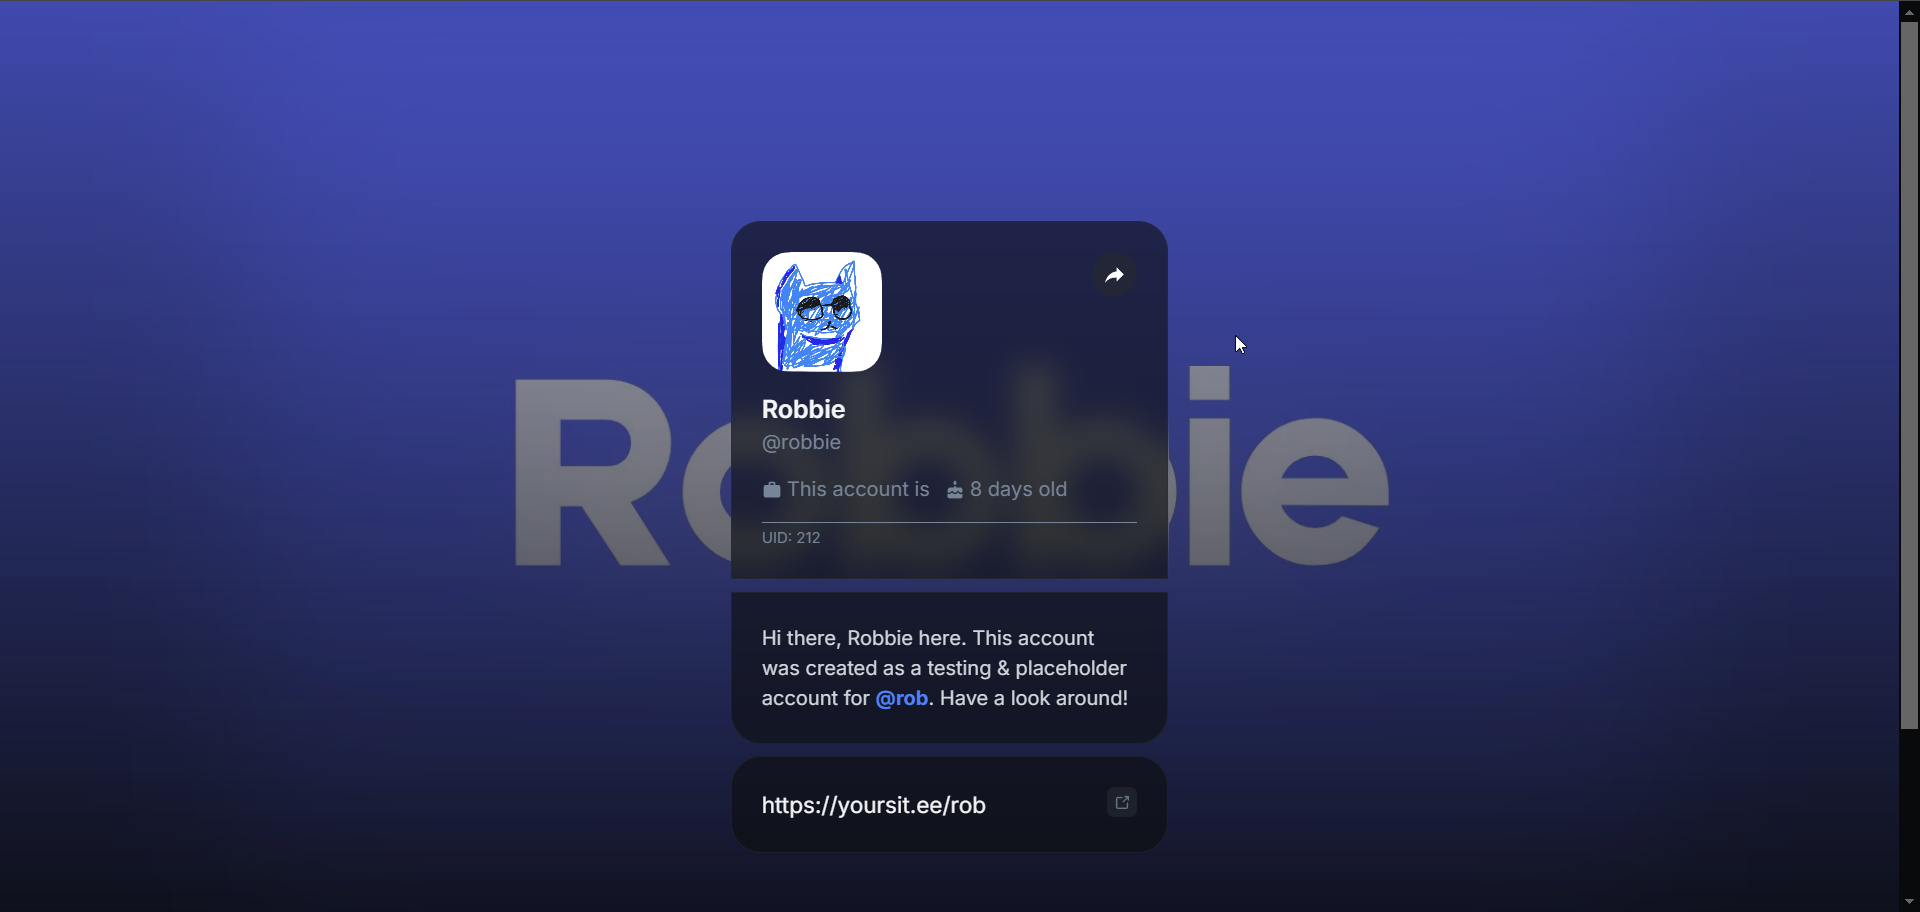 Robbie
Robbie
@robbie
This account is 8 days old
UID: 212
Hi there, Robbie here. This account
was created as a testing & placeholder
account for @rob. Have a look around!
https://yoursit.ee/rob